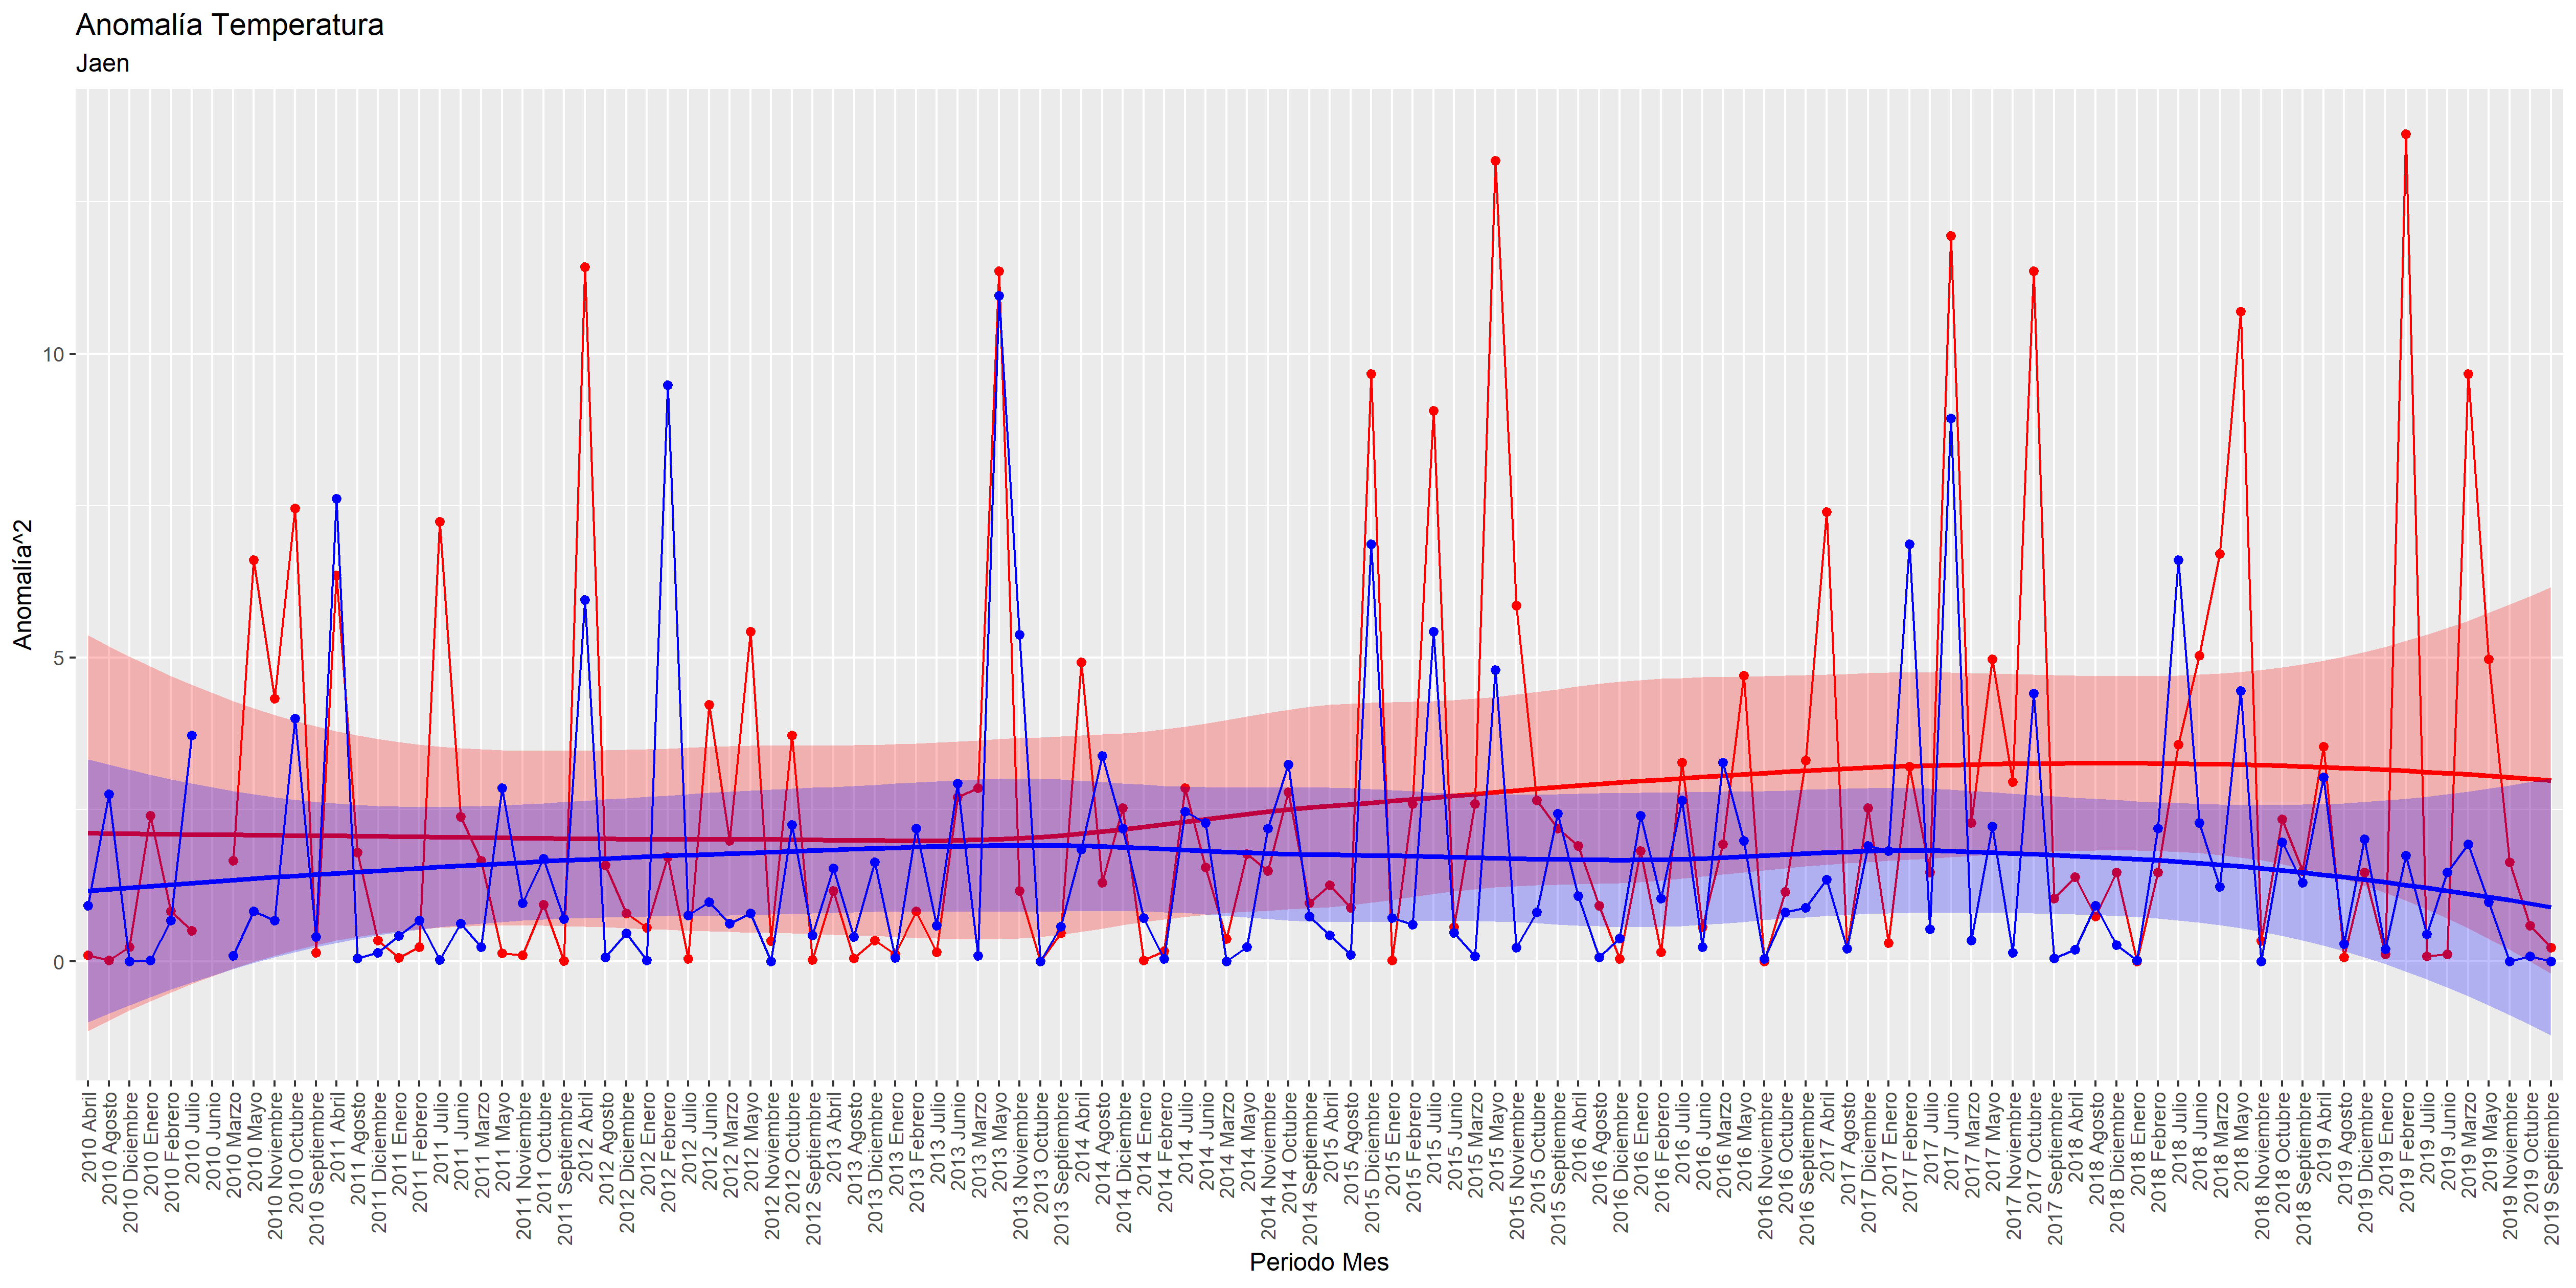 Anomalía Temperatura
Jaen
Anomalía^2
10
5
0
2010 Abril
2010 Agosto
2010 Diciembre
2010 Enero
2010 Febrero
2010 Julio
2010 Junio
2010 Marzo
2010 Mayo
2010 Noviembre
2010 Octubre
2010 Septiembre
2011 Abril
2011 Agosto
2011 Diciembre
2011 Enero
2011 Febrero
2011 Julio
2011 Junio
2011 Marzo
2011 Mayo
2011 Noviembre
2011 Octubre
2011 Septiembre
2012 Abril
2012 Agosto
2012 Diciembre
2012 Enero
2012 Febrero
2012 Julio
2012 Junio
2012 Marzo
2012 Mayo
2012 Noviembre
2012 Octubre
2012 Septiembre
2013 Abril
2013 Agosto
2013 Diciembre
2013 Enero
2013 Febrero
2013 Julio
2013 Junio
2013 Marzo
2013 Mayo
2013 Noviembre
2013 Octubre
2013 Septiembre
2014 Abril
2014 Agosto
2014 Diciembre
2014 Enero
2014 Febrero
2014 Julio
2014 Junio
2014 Marzo
2014 Mayo
2014 Noviembre
2014 Octubre
2014 Septiembre
2015 Abril
2015 Agosto
2015 Diciembre
2015 Enero
2015 Febrero
2015 Julio
2015 Junio
2015 Marzo
2015 Mayo
2015 Noviembre
2015 Octubre
2015 Septiembre
2016 Abril
2016 Agosto
2016 Diciembre
2016 Enero
2016 Febrero
2016 Julio
2016 Junio
2016 Marzo
2016 Mayo
2016 Noviembre
2016 Octubre
2016 Septiembre
2017 Abril
2017 Agosto
2017 Diciembre
2017 Enero
2017 Febrero
2017 Julio
2017 Junio
2017 Marzo
2017 Mayo
2017 Noviembre
2017 Octubre
2017 Septiembre
2018 Abril
2018 Agosto
2018 Diciembre
2018 Enero
2018 Febrero
2018 Julio
2018 Junio
2018 Marzo
2018 Mayo
2018 Noviembre
2018 Octubre
2018 Septiembre
2019 Abril
2019 Agosto
2019 Diciembre
2019 Enero
2019 Febrero
2019 Julio
2019 Junio
2019 Marzo
2019 Mayo
2019 Noviembre
2019 Octubre
2019 Septiembre
Periodo Mes